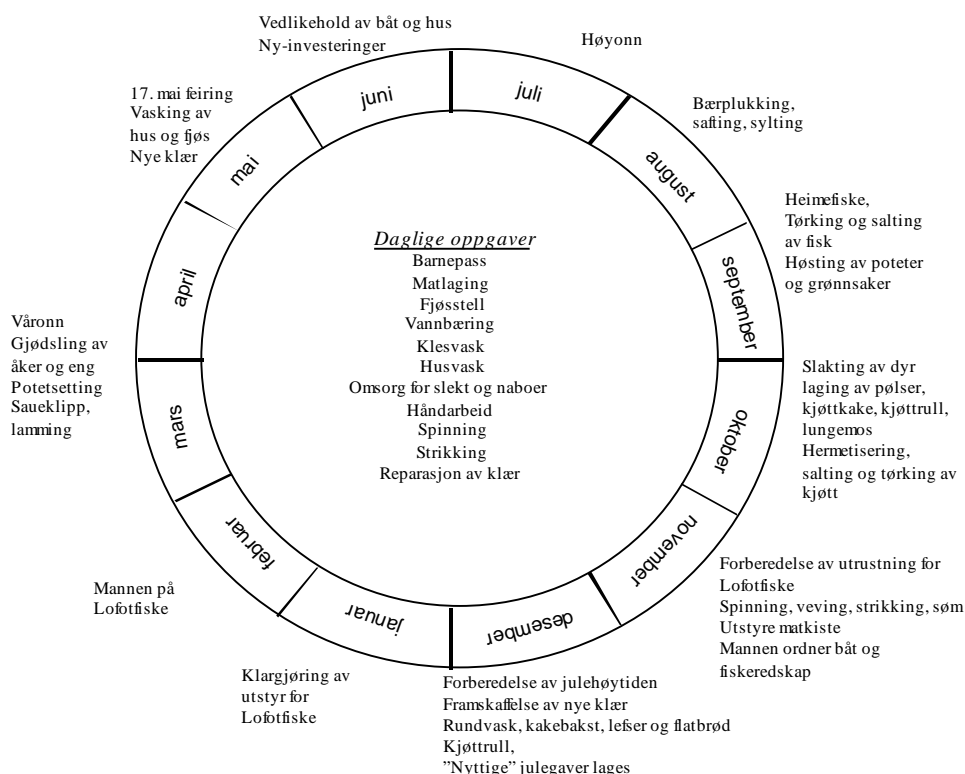 Vedlikehold av båt og hus
Ny-investeringer
Høyonn
17. mai feiring
Vasking av
hus og fjøs
Nye klær
juni
juli
Bærplukking,
safting, sylting
mai
august
Heimefiske,
Tørking og salting
av fisk
Høsting av poteter
og grønnsaker
april
september
Daglige oppgaver
Barnepass
Matlaging
Fjøsstell
Vannbæring
Klesvask
Husvask
Omsorg for slekt og naboer
Håndarbeid
Spinning
Strikking
Reparasjon av klær
Våronn
Gjødsling av
åker og eng
Potetsetting
Saueklipp,
lamming
mars
oktober
Slakting av dyr
laging av pølser,
kjøttkake, kjøttrull,
lungemos
Hermetisering,
salting og tørking av
kjøtt
februar
november
Mannen på
Lofotfiske
januar
desember
Forberedelse av utrustning for
Lofotfiske
Spinning, veving, strikking, søm
Utstyre matkiste
Mannen ordner båt og
fiskeredskap
Klargjøring av
utstyr for
Lofotfiske
Forberedelse av julehøytiden
Framskaffelse av nye klær
Rundvask, kakebakst, lefser og flatbrød
Kjøttrull,
”Nyttige” julegaver lages